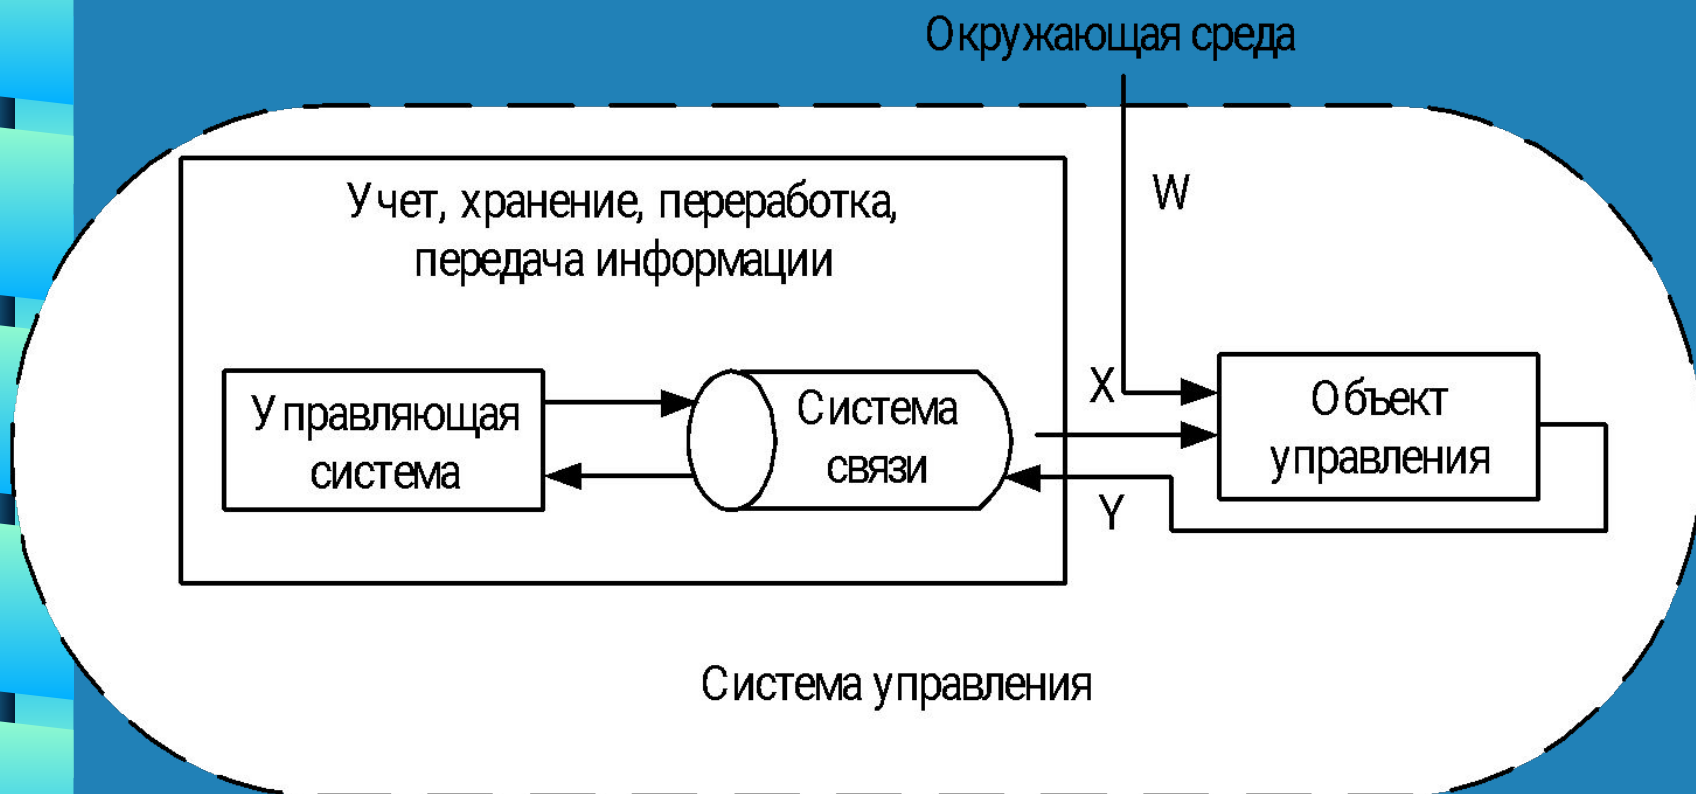 Окружающая среда
W
Учет, хранение, переработка,
передача информации
X
Управляющая
система
Система
связи
Объект
управления
Y
Система управления